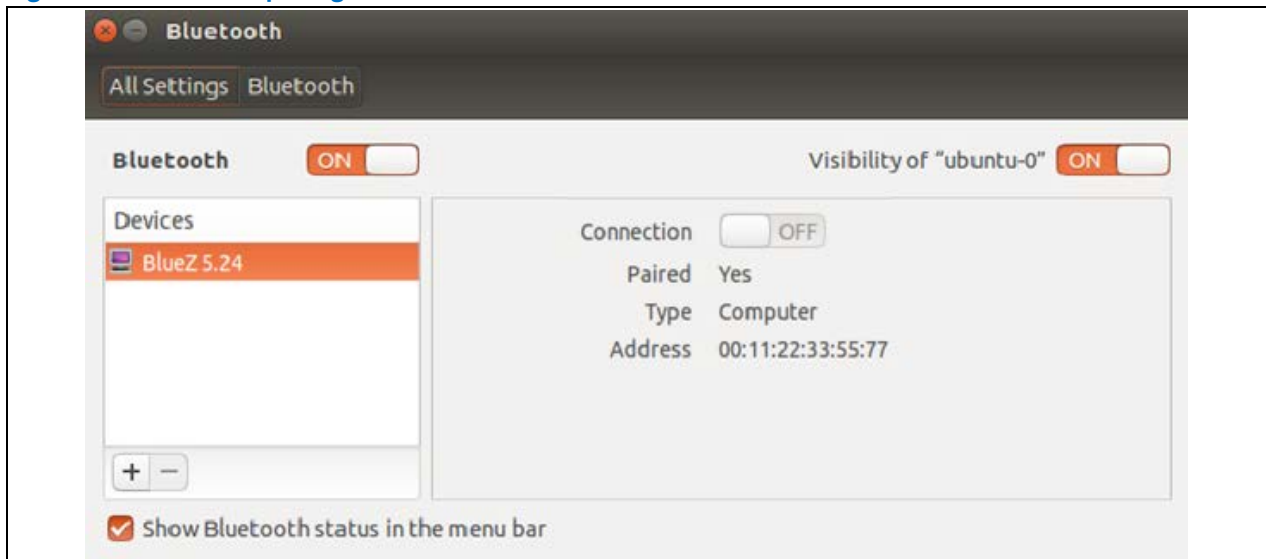 Bluetooth
All Settings Bluetooth
Bluetooth ON
Visibility of "ubuntu-0" ON
Devices
BlueZ 5.24
Connection OFF
Paired Yes
Type Computer
Address 00:11:22:33:55:77
+ −
Show Bluetooth status in the menu bar